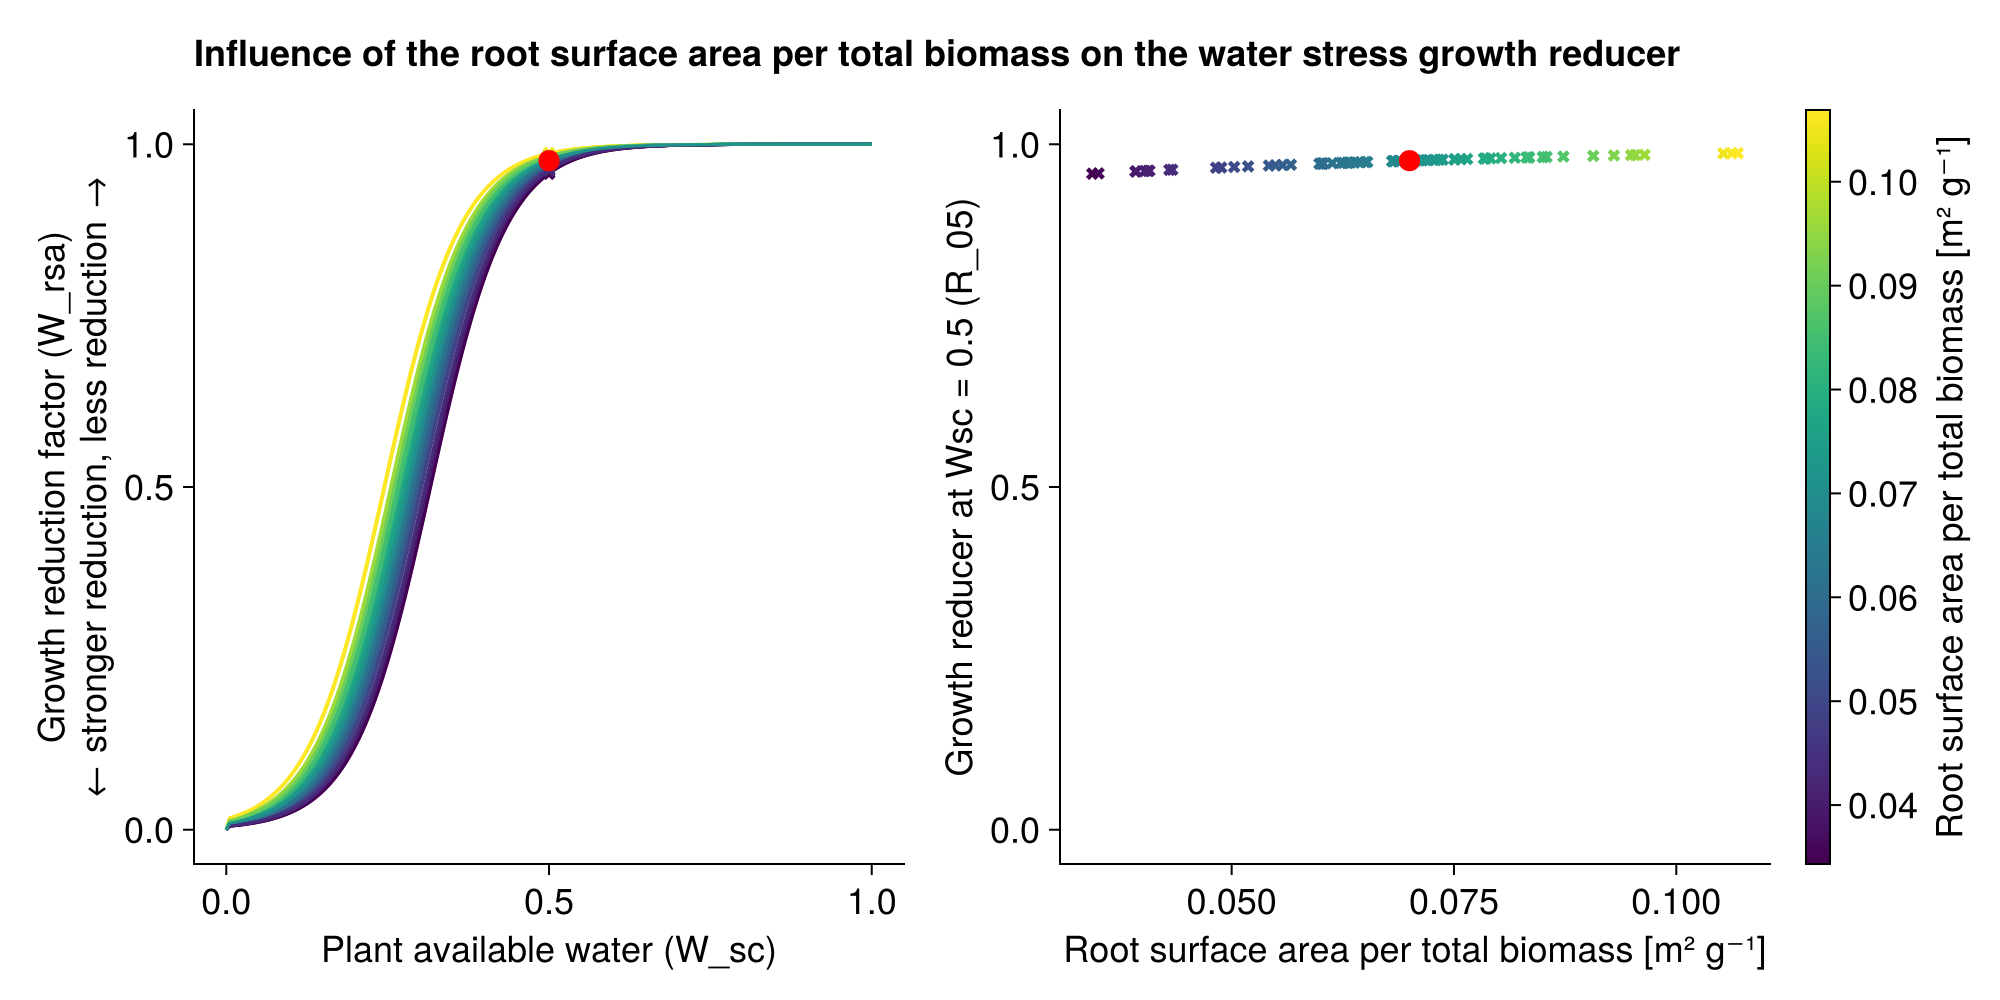 Influence of the root surface area per total biomass on the water stress growth reducer
Growth reduction factor (W_rsa)
← stronger reduction, less reduction →
1.0
0.5
0.0
0.0
0.5
1.0
Plant available water (W_sc)
Growth reducer at Wsc = 0.5 (R_05)
1.0
0.5
0.0
0.050
0.075
0.100
Root surface area per total biomass [m² g⁻¹]
0.10
0.09
0.08
0.07
0.06
0.05
0.04
Root surface area per total biomass [m² g⁻¹]